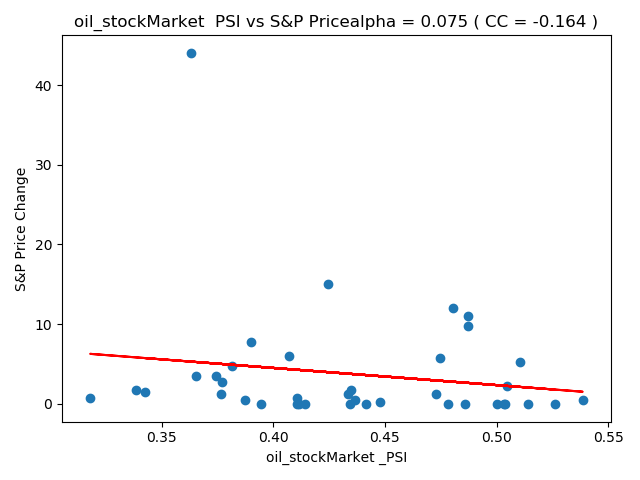 oil_stockMarket  PSI vs S&P Pricealpha = 0.075 ( CC = -0.164 )
S&P Price Change
40
30
20
10
0
0.35 0.40 0.45 0.50 0.55
oil_stockMarket _PSI